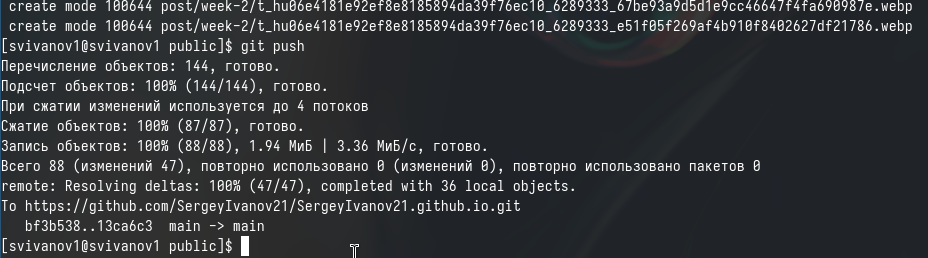 create mode 100644 post/week-2/t_hu06e4181e92ef8e8185894da39f76ec10_6289333_67be93a9d5d1e9cc46647f4fa690987e.webp
create mode 100644 post/week-2/t_hu06e4181e92ef8e8185894da39f76ec10_6289333_e51f05f269af4b910f8402627df21786.webp
[svivanov1@svivanov1 public]$ git push
Перечисление объектов: 144, готово.
Подсчет объектов: 100% (144/144), готово.
При сжатии изменений используется до 4 потоков
Сжатие объектов: 100% (87/87), готово.
Запись объектов: 100% (88/88), 1.94 МиБ | 3.36 МиБ/с, готово.
Всего 88 (изменений 47), повторно использовано 0 (изменений 0), повторно использовано пакетов 0
remote: Resolving deltas: 100% (47/47), completed with 36 local objects.
To https://github.com/SergeyIvanov21/SergeyIvanov21.github.io.git
bf3b538..13ca6c3  main -> main
[svivanov1@svivanov1 public]$